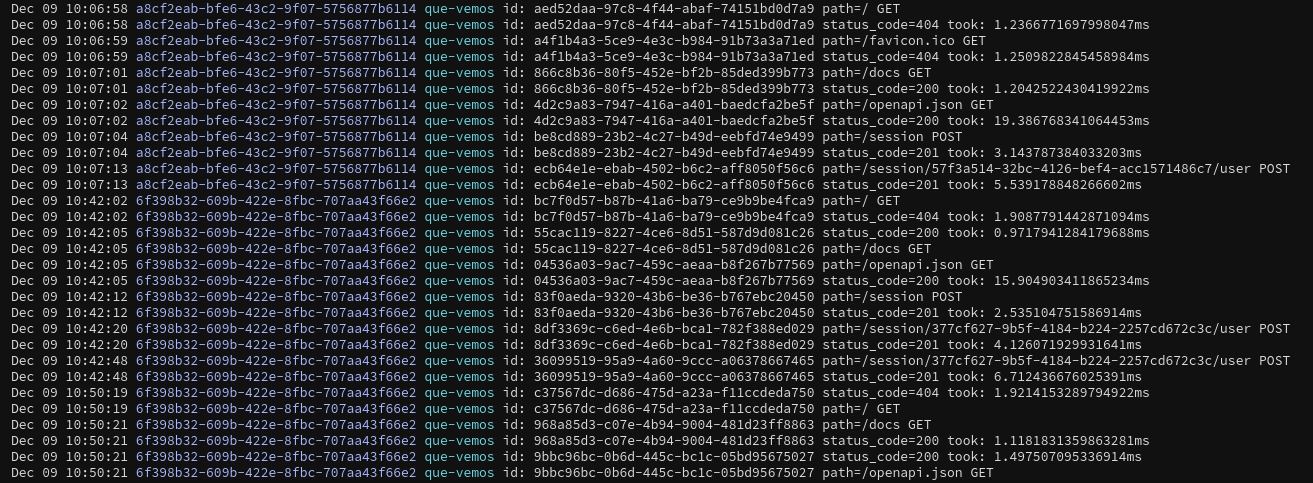 Dec 09 10:06:58 a8cf2eab-bfe6-43c2-9f07-5756877b6114 que-vemos id: aed52daa-97c8-4f44-abaf-74151bd0d7a9 path=/ GET
Dec 09 10:06:58 a8cf2eab-bfe6-43c2-9f07-5756877b6114 que-vemos id: aed52daa-97c8-4f44-abaf-74151bd0d7a9 status_code=404 took: 1.2366771697998047ms
Dec 09 10:06:59 a8cf2eab-bfe6-43c2-9f07-5756877b6114 que-vemos id: a4f1b4a3-5ce9-4e3c-b984-91b73a3a71ed path=/favicon.ico GET
Dec 09 10:06:59 a8cf2eab-bfe6-43c2-9f07-5756877b6114 que-vemos id: a4f1b4a3-5ce9-4e3c-b984-91b73a3a71ed status_code=404 took: 1.2509822845458984ms
Dec 09 10:07:01 a8cf2eab-bfe6-43c2-9f07-5756877b6114 que-vemos id: 866c8b36-80f5-452e-bf2b-85ded399b773 path=/docs GET
Dec 09 10:07:01 a8cf2eab-bfe6-43c2-9f07-5756877b6114 que-vemos id: 866c8b36-80f5-452e-bf2b-85ded399b773 status_code=200 took: 1.2042522430419922ms
Dec 09 10:07:02 a8cf2eab-bfe6-43c2-9f07-5756877b6114 que-vemos id: 4d2c9a83-7947-416a-a401-baedcfa2be5f path=/openapi.json GET
Dec 09 10:07:02 a8cf2eab-bfe6-43c2-9f07-5756877b6114 que-vemos id: 4d2c9a83-7947-416a-a401-baedcfa2be5f status_code=200 took: 19.386768341064453ms
Dec 09 10:07:04 a8cf2eab-bfe6-43c2-9f07-5756877b6114 que-vemos id: be8cd889-23b2-4c27-b49d-eebfd74e9499 path=/session POST
Dec 09 10:07:04 a8cf2eab-bfe6-43c2-9f07-5756877b6114 que-vemos id: be8cd889-23b2-4c27-b49d-eebfd74e9499 status_code=201 took: 3.143787384033203ms
Dec 09 10:07:13 a8cf2eab-bfe6-43c2-9f07-5756877b6114 que-vemos id: ecb64e1e-ebab-4502-b6c2-aff8050f56c6 path=/session/57f3a514-32bc-4126-bef4-acc1571486c7/user POST
Dec 09 10:07:13 a8cf2eab-bfe6-43c2-9f07-5756877b6114 que-vemos id: ecb64e1e-ebab-4502-b6c2-aff8050f56c6 status_code=201 took: 5.539178848266602ms
Dec 09 10:42:02 6f398b32-609b-422e-8fbc-707aa43f66e2 que-vemos id: bc7f0d57-b87b-41a6-ba79-ce9b9be4fca9 path=/ GET
Dec 09 10:42:02 6f398b32-609b-422e-8fbc-707aa43f66e2 que-vemos id: bc7f0d57-b87b-41a6-ba79-ce9b9be4fca9 status_code=404 took: 1.9087791442871094ms
Dec 09 10:42:05 6f398b32-609b-422e-8fbc-707aa43f66e2 que-vemos id: 55cac119-8227-4ce6-8d51-587d9d081c26 status_code=200 took: 0.9717941284179688ms
Dec 09 10:42:05 6f398b32-609b-422e-8fbc-707aa43f66e2 que-vemos id: 55cac119-8227-4ce6-8d51-587d9d081c26 path=/docs GET
Dec 09 10:42:05 6f398b32-609b-422e-8fbc-707aa43f66e2 que-vemos id: 04536a03-9ac7-459c-aeaa-b8f267b77569 path=/openapi.json GET
Dec 09 10:42:05 6f398b32-609b-422e-8fbc-707aa43f66e2 que-vemos id: 04536a03-9ac7-459c-aeaa-b8f267b77569 status_code=200 took: 15.904903411865234ms
Dec 09 10:42:12 6f398b32-609b-422e-8fbc-707aa43f66e2 que-vemos id: 83f0aeda-9320-43b6-be36-b767ebc20450 path=/session POST
Dec 09 10:42:12 6f398b32-609b-422e-8fbc-707aa43f66e2 que-vemos id: 83f0aeda-9320-43b6-be36-b767ebc20450 status_code=201 took: 2.535104751586914ms
Dec 09 10:42:20 6f398b32-609b-422e-8fbc-707aa43f66e2 que-vemos id: 8df3369c-c6ed-4e6b-bca1-782f388ed029 path=/session/377cf627-9b5f-4184-b224-2257cd672c3c/user POST
Dec 09 10:42:20 6f398b32-609b-422e-8fbc-707aa43f66e2 que-vemos id: 8df3369c-c6ed-4e6b-bca1-782f388ed029 status_code=201 took: 4.126071929931641ms
Dec 09 10:42:48 6f398b32-609b-422e-8fbc-707aa43f66e2 que-vemos id: 36099519-95a9-4a60-9ccc-a06378667465 path=/session/377cf627-9b5f-4184-b224-2257cd672c3c/user POST
Dec 09 10:42:48 6f398b32-609b-422e-8fbc-707aa43f66e2 que-vemos id: 36099519-95a9-4a60-9ccc-a06378667465 status_code=201 took: 6.712436676025391ms
Dec 09 10:50:19 6f398b32-609b-422e-8fbc-707aa43f66e2 que-vemos id: c37567dc-d686-475d-a23a-f11ccdeda750 status_code=404 took: 1.9214153289794922ms
Dec 09 10:50:19 6f398b32-609b-422e-8fbc-707aa43f66e2 que-vemos id: c37567dc-d686-475d-a23a-f11ccdeda750 path=/ GET
Dec 09 10:50:21 6f398b32-609b-422e-8fbc-707aa43f66e2 que-vemos id: 968a85d3-c07e-4b94-9004-481d23ff8863 path=/docs GET
Dec 09 10:50:21 6f398b32-609b-422e-8fbc-707aa43f66e2 que-vemos id: 968a85d3-c07e-4b94-9004-481d23ff8863 status_code=200 took: 1.1181831359863281ms
Dec 09 10:50:21 6f398b32-609b-422e-8fbc-707aa43f66e2 que-vemos id: 9bbc96bc-0b6d-445c-bc1c-05bd95675027 status_code=200 took: 1.497507095336914ms
Dec 09 10:50:21 6f398b32-609b-422e-8fbc-707aa43f66e2 que-vemos id: 9bbc96bc-0b6d-445c-bc1c-05bd95675027 path=/openapi.json GET